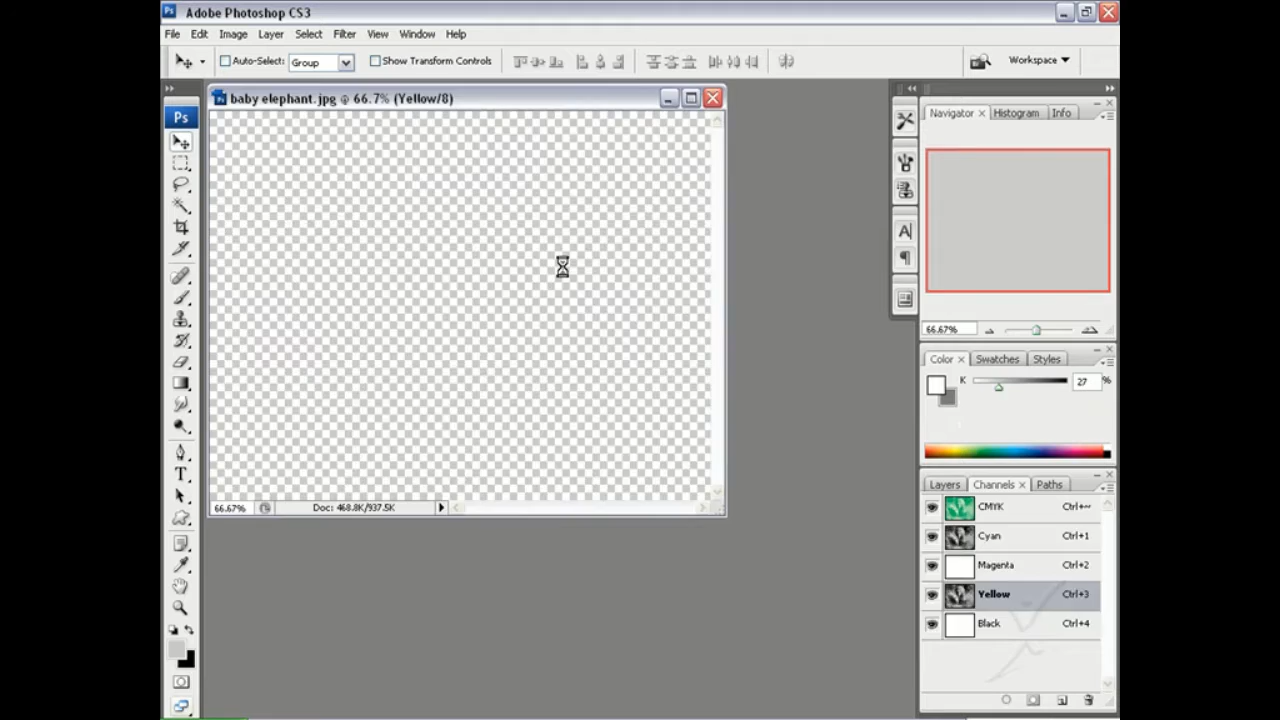 Adobe Photoshop CS3
File Edit Image Layer Select Filter View Window Help
Auto-Select: Group Show Transform Controls Workspace
baby elephant.jpg @ 66.7% (Yellow/8)
Ps
Navigator Histogram Info
A
T
66.67%
Color Swatches Styles
K 27 %
Layers Channels Paths
CMYK Ctrl+~
Cyan Ctrl+1
Magenta Ctrl+2
Yellow Ctrl+3
Black Ctrl+4
66.67% Doc: 468.8K/937.5K